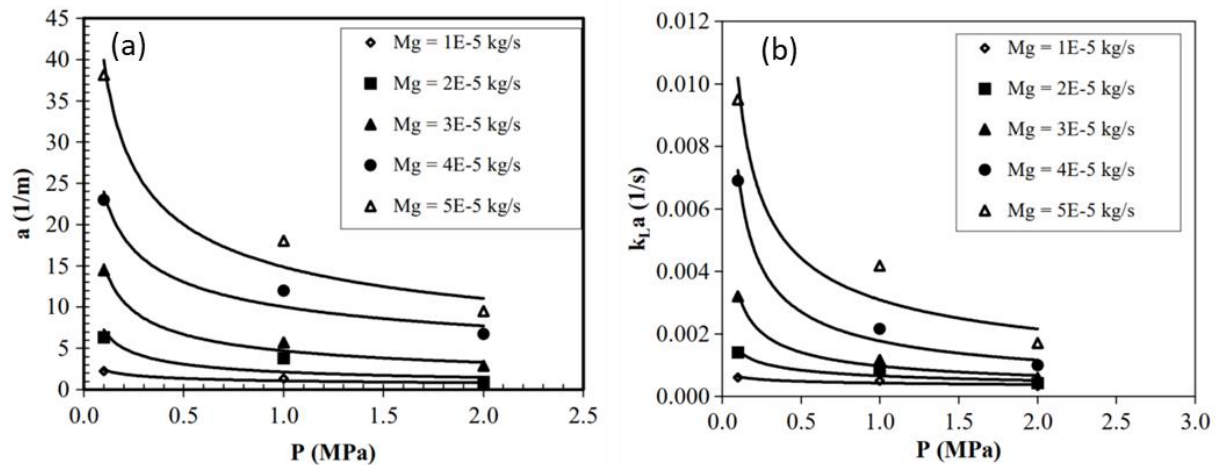 (a)
Mg = 1E-5 kg/s
Mg = 2E-5 kg/s
Mg = 3E-5 kg/s
Mg = 4E-5 kg/s
Mg = 5E-5 kg/s
45
40
35
30
25
20
15
10
5
0
a (1/m)
0.0 0.5 1.0 1.5 2.0 2.5
P (MPa)
(b)
Mg = 1E-5 kg/s
Mg = 2E-5 kg/s
Mg = 3E-5 kg/s
Mg = 4E-5 kg/s
Mg = 5E-5 kg/s
0.012
0.010
0.008
0.006
0.004
0.002
0.000
kLa (1/s)
0.0 0.5 1.0 1.5 2.0 3.0
P (MPa)